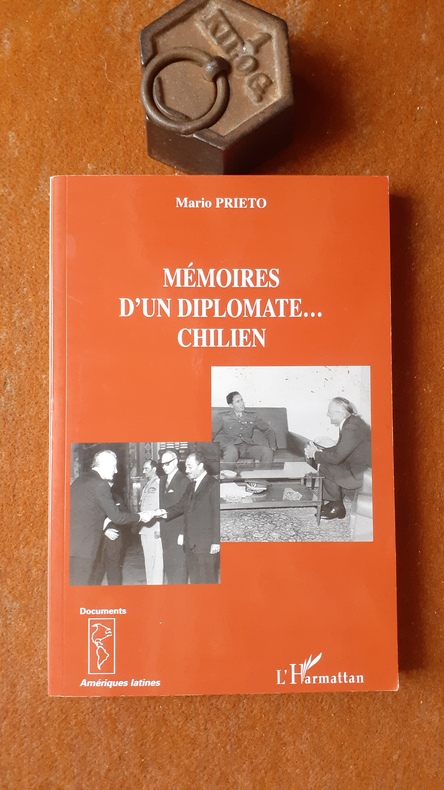 1
KILOG.
Mario PRIETO
MÉMOIRES
D'UN DIPLOMATE...
CHILIEN
Documents
Amériques latines
L'Harmattan